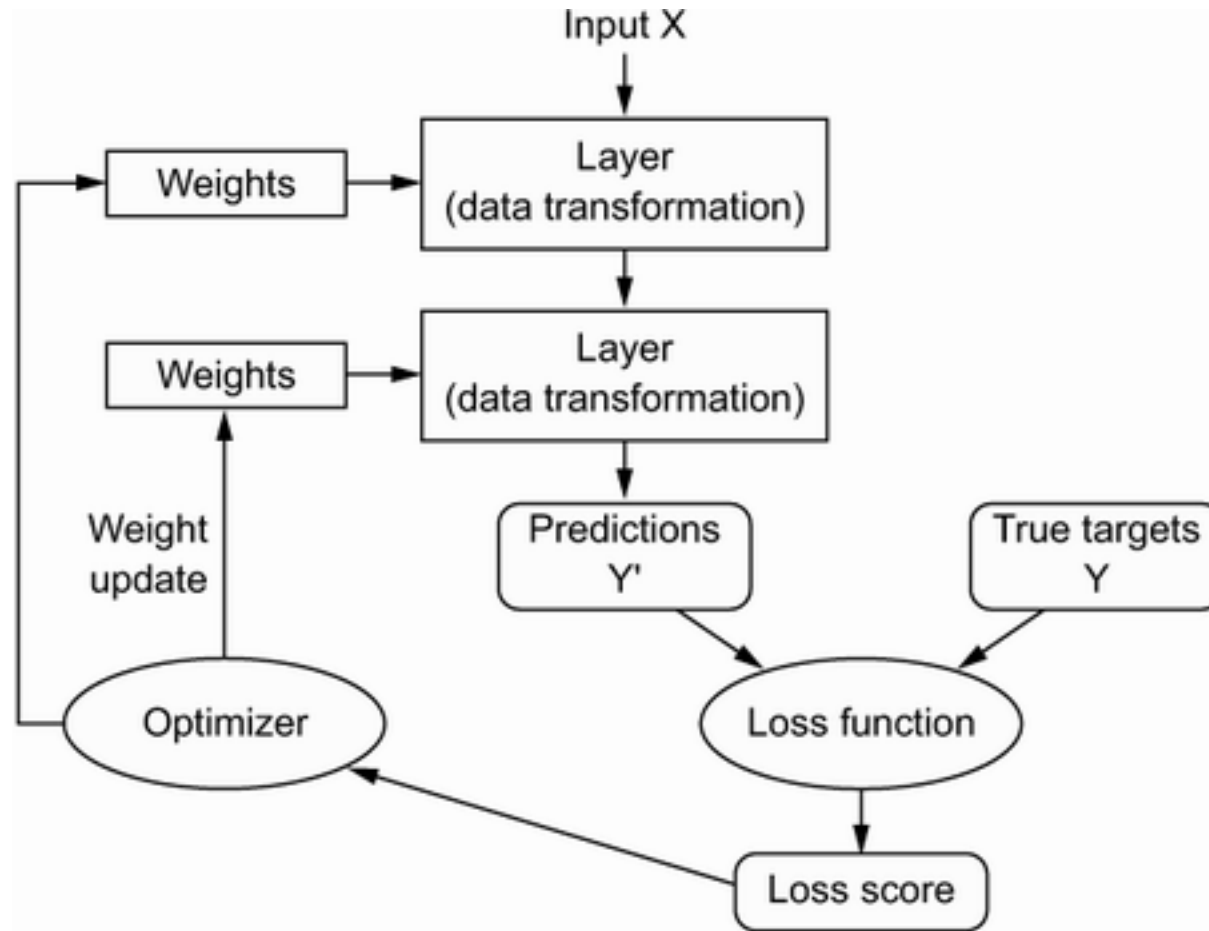 Input X
Weights
Layer
(data transformation)
Weights
Layer
(data transformation)
Weight
update
Predictions
Y'
True targets
Y
Optimizer
Loss function
Loss score